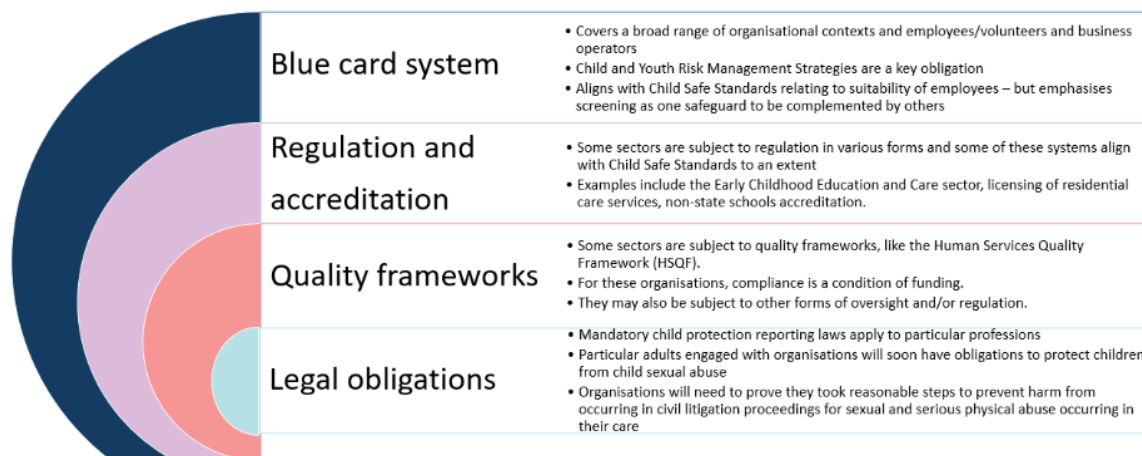 Blue card system
• Covers a broad range of organisational contexts and employees/volunteers and business
operators
• Child and Youth Risk Management Strategies are a key obligation
• Aligns with Child Safe Standards relating to suitability of employees – but emphasises
screening as one safeguard to be complemented by others
Regulation and
accreditation
• Some sectors are subject to regulation in various forms and some of these systems align
with Child Safe Standards to an extent
• Examples include the Early Childhood Education and Care sector, licensing of residential
care services, non-state schools accreditation.
Quality frameworks
• Some sectors are subject to quality frameworks, like the Human Services Quality
Framework (HSQF).
• For these organisations, compliance is a condition of funding.
• They may also be subject to other forms of oversight and/or regulation.
Legal obligations
• Mandatory child protection reporting laws apply to particular professions
• Particular adults engaged with organisations will soon have obligations to protect children
from child sexual abuse
• Organisations will need to prove they took reasonable steps to prevent harm from
occurring in civil litigation proceedings for sexual and serious physical abuse occurring in
their care